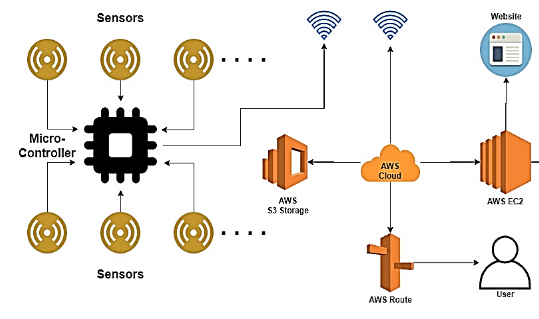 Sensors
Website
Micro-
Controller
AWS
Cloud
AWS
S3 Storage
AWS EC2
Sensors
AWS Route
User